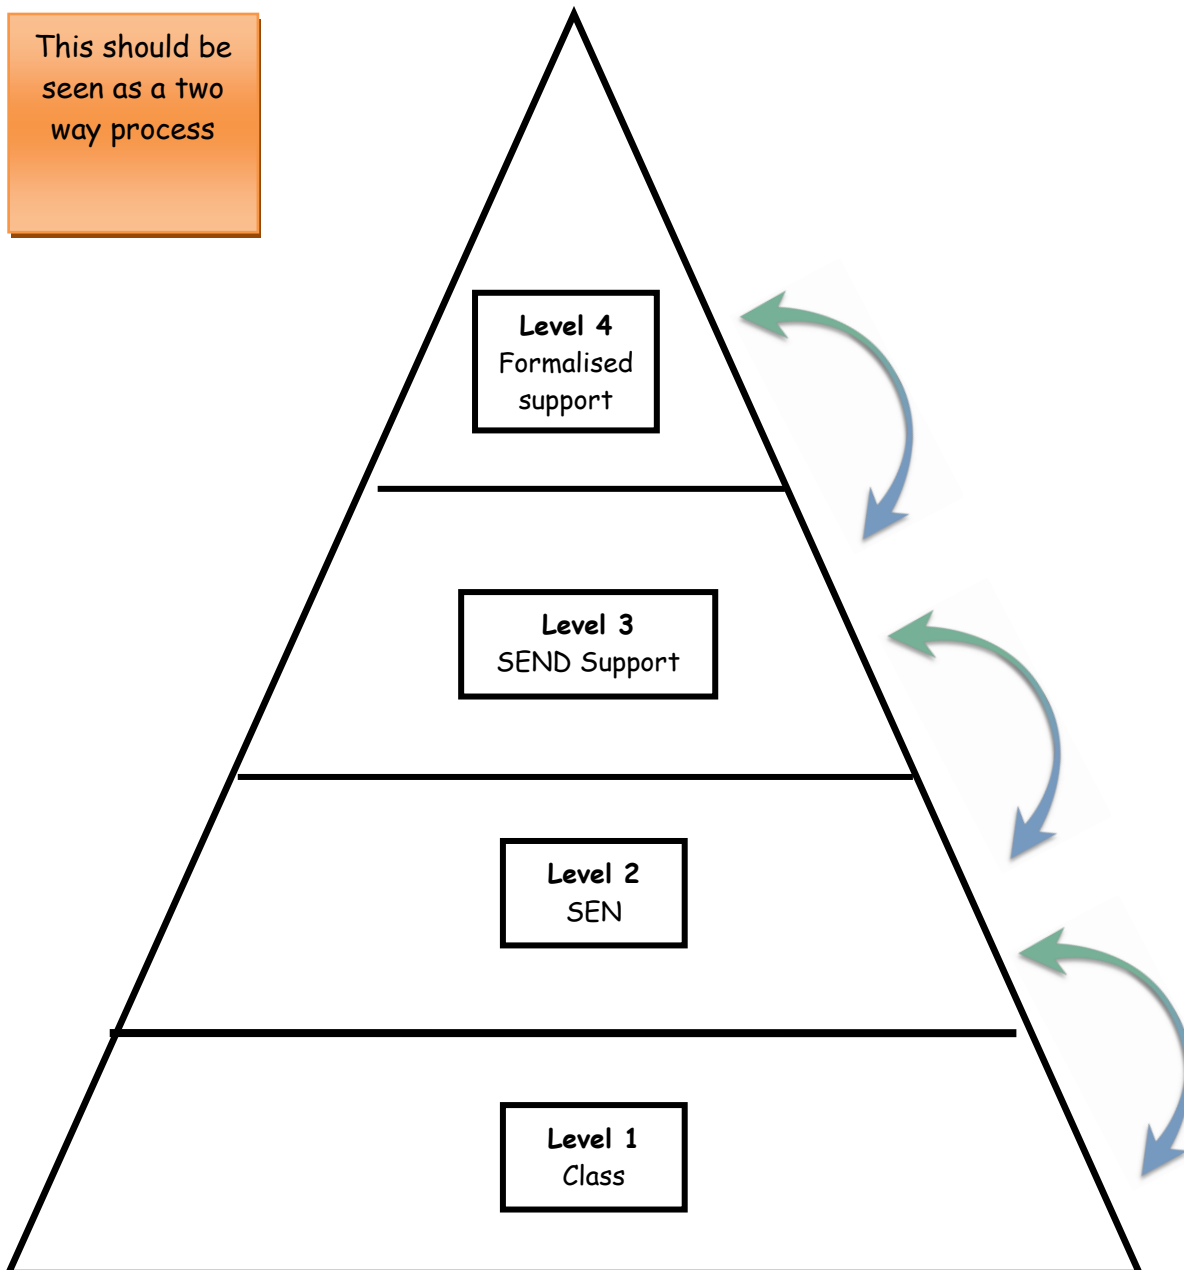 This should be
seen as a two
way process
Level 4
Formalised
support
Level 3
SEND Support
Level 2
SEN
Level 1
Class